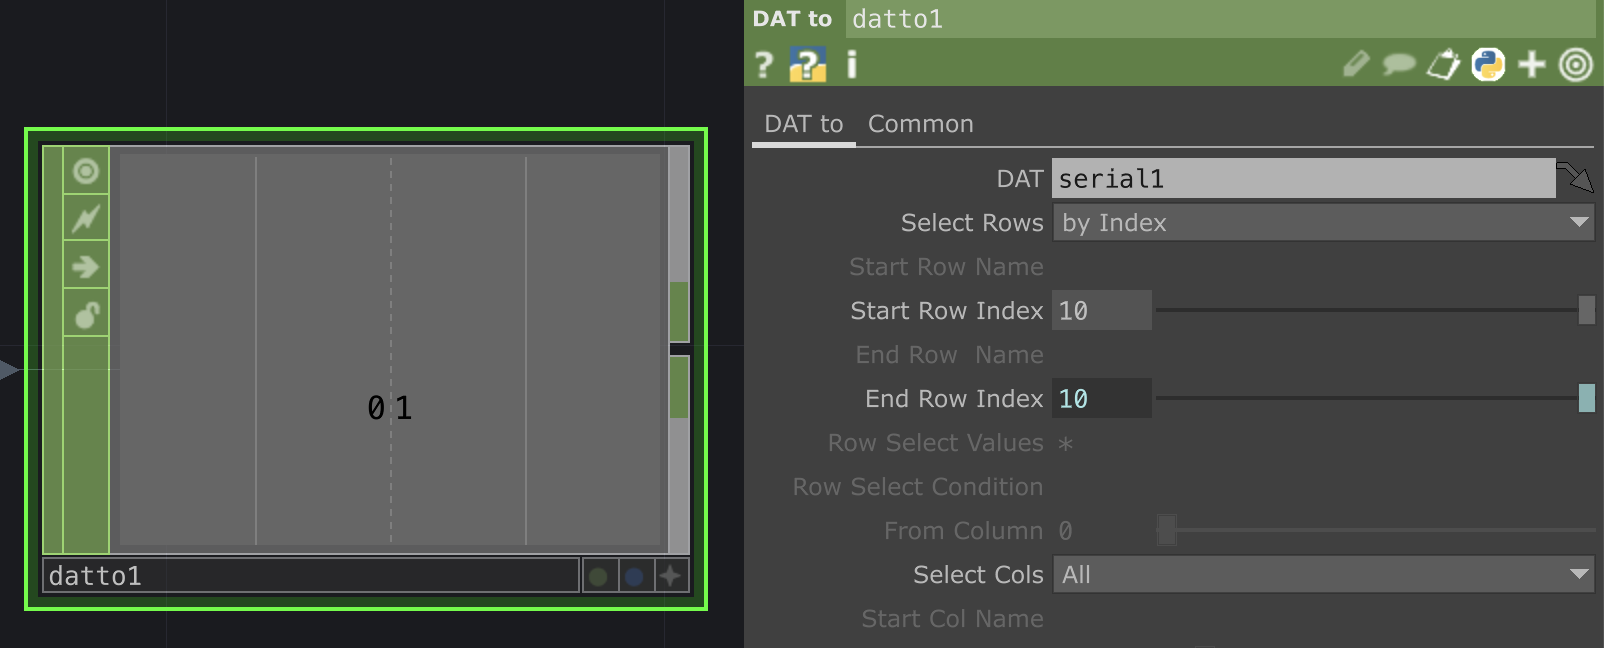 DAT to datto1
? ? i
DAT to Common
DAT serial1
Select Rows by Index
Start Row Name
Start Row Index 10
End Row Name
End Row Index 10
Row Select Values *
Row Select Condition
From Column 0
Select Cols All
Start Col Name
0 1
datto1